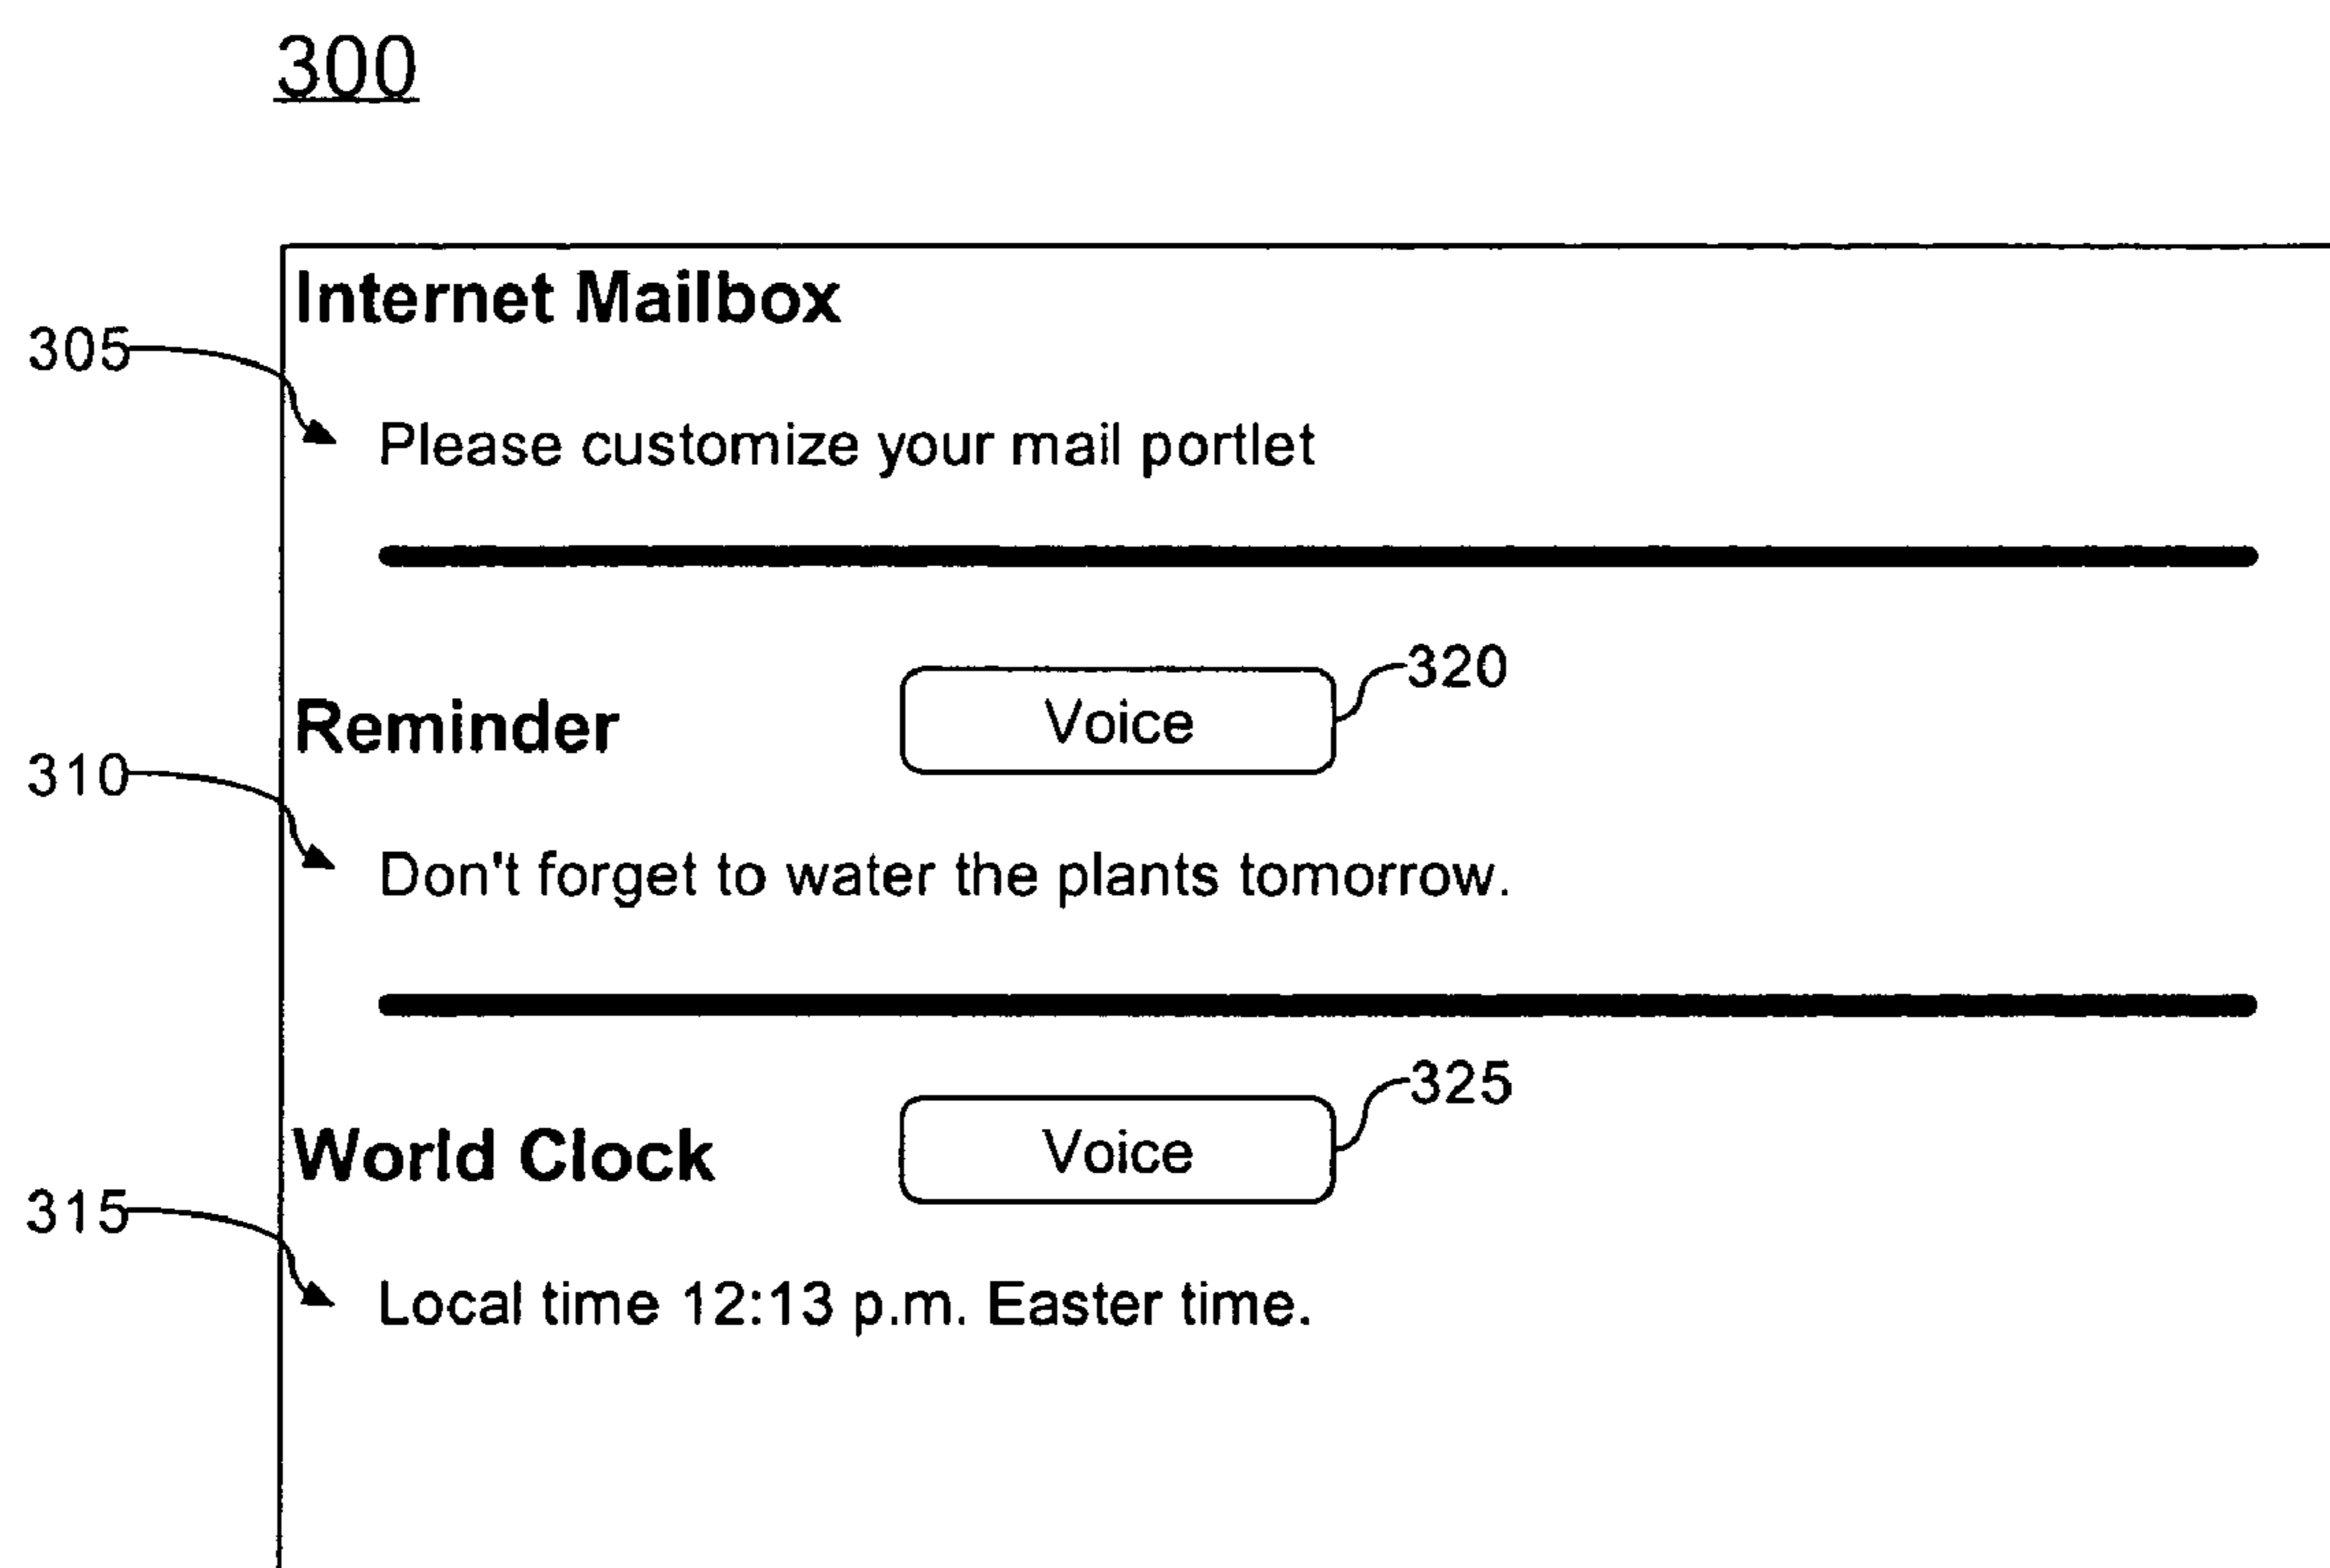 300
Internet Mailbox
305
Please customize your mail portlet
320
Reminder Voice
310
Don't forget to water the plants tomorrow.
325
World Clock Voice
315
Local time 12:13 p.m. Easter time.